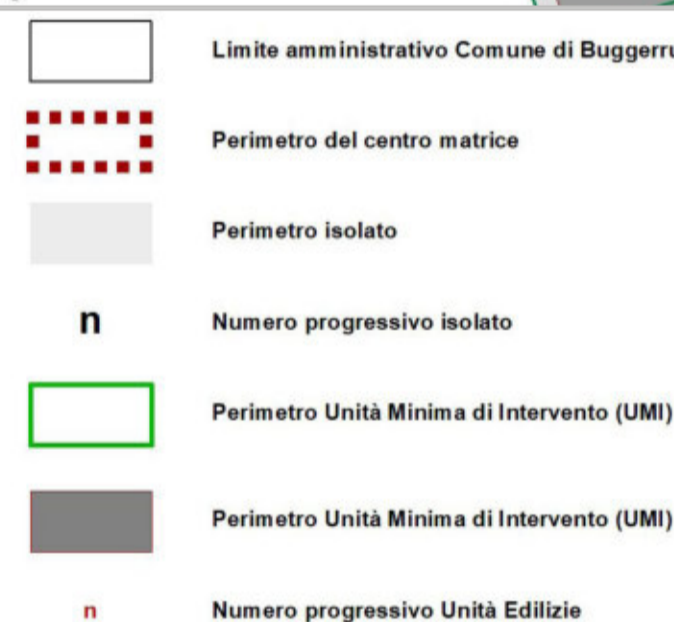 Limite amministrativo Comune di
Perimetro del centro matrice
Perimetro isolato
n Numero progressivo isolato
Perimetro Unità Minima di Intervento (UMI)
Perimetro Unità Minima di Intervento (UMI)
n Numero progressivo Unità Edilizie